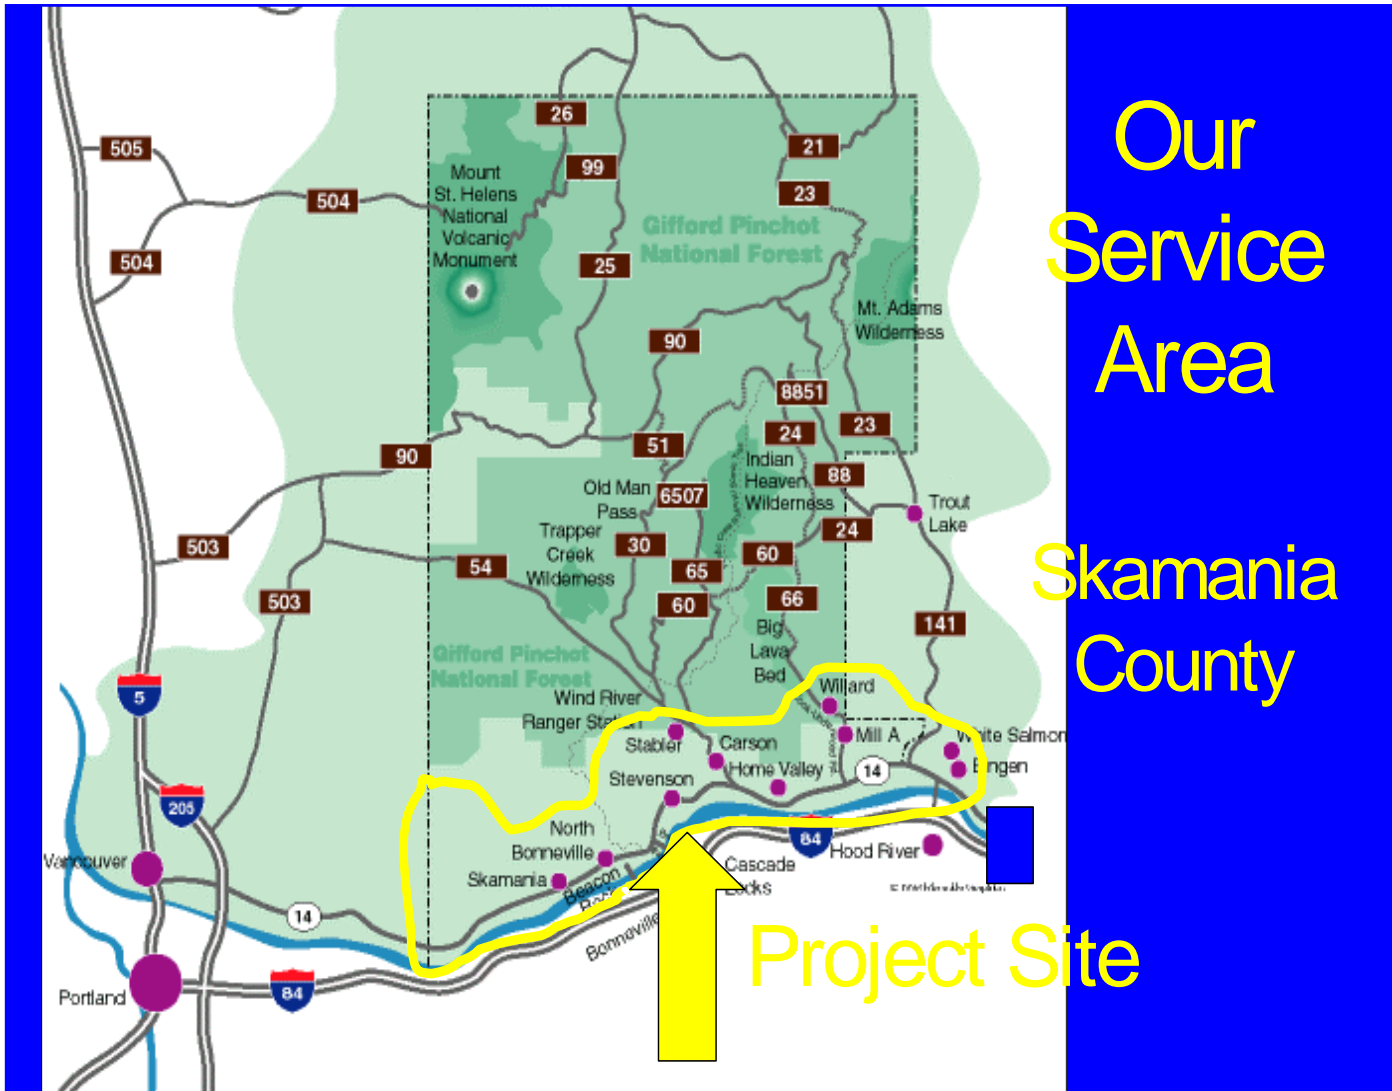 Our
Service
Area
Skamania
County
Project Site
26
505
21
99
Mount
St. Helens
National
Volcanic
Monument
23
504
Gifford Pinchot
National Forest
504
25
Mt. Adams
Wilderness
90
8851
23
24
51
90
Indian
Heaven
Wilderness
88
Old Man
Pass
6507
Trout
Lake
24
Trapper
Creek
Wilderness
30
503
60
54
65
66
503
60
141
Big
Lava
Bed
Gifford Pinchot
National Forest
5
Willard
Wind River
Ranger Station
Mill A
White Salmon
Stabler
Carson
Bingen
Home Valley
14
Stevenson
205
North
Bonneville
84
Hood River
Vancouver
Cascade
Locks
Skamania
Beacon
Rock
14
Bonneville
Portland
84